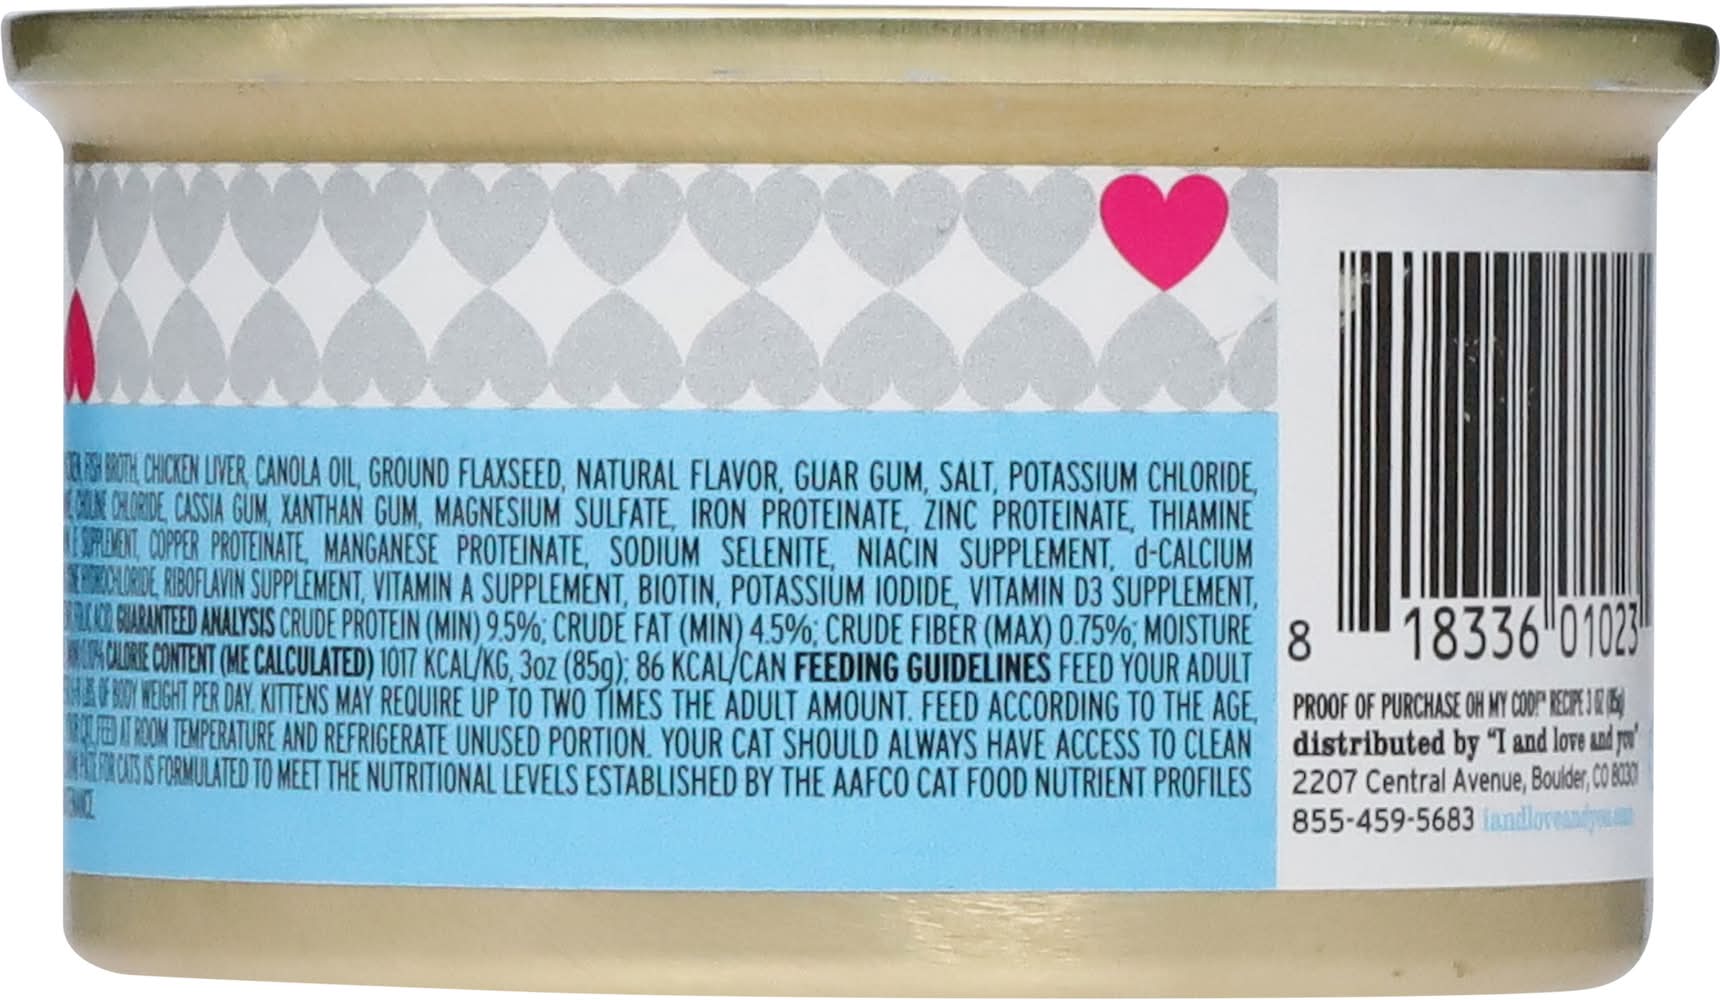 FISH BROTH, CHICKEN LIVER, CANOLA OIL, GROUND FLAXSEED, NATURAL FLAVOR, GUAR GUM, SALT, POTASSIUM CHLORIDE,
CHOLINE CHLORIDE, CASSIA GUM, XANTHAN GUM, MAGNESIUM SULFATE, IRON PROTEINATE, ZINC PROTEINATE, THIAMINE
E SUPPLEMENT, COPPER PROTEINATE, MANGANESE PROTEINATE, SODIUM SELENITE, NIACIN SUPPLEMENT, d-CALCIUM
HYDROCHLORIDE, RIBOFLAVIN SUPPLEMENT, VITAMIN A SUPPLEMENT, BIOTIN, POTASSIUM IODIDE, VITAMIN D3 SUPPLEMENT,
FOLIC ACID. GUARANTEED ANALYSIS CRUDE PROTEIN (MIN) 9.5%; CRUDE FAT (MIN) 4.5%; CRUDE FIBER (MAX) 0.75%; MOISTURE
CALORIE CONTENT (ME CALCULATED) 1017 KCAL/KG, 3oz (85g); 86 KCAL/CAN FEEDING GUIDELINES FEED YOUR ADULT
LBS. OF BODY WEIGHT PER DAY. KITTENS MAY REQUIRE UP TO TWO TIMES THE ADULT AMOUNT. FEED ACCORDING TO THE AGE,
CAT. FEED AT ROOM TEMPERATURE AND REFRIGERATE UNUSED PORTION. YOUR CAT SHOULD ALWAYS HAVE ACCESS TO CLEAN
PATE FOR CATS IS FORMULATED TO MEET THE NUTRITIONAL LEVELS ESTABLISHED BY THE AAFCO CAT FOOD NUTRIENT PROFILES
8 18336 01023
PROOF OF PURCHASE OH MY COD!™ RECIPE 3 OZ (85g)
distributed by "I and love and you"
2207 Central Avenue, Boulder, CO 80301
855-459-5683 iandloveandyou.com